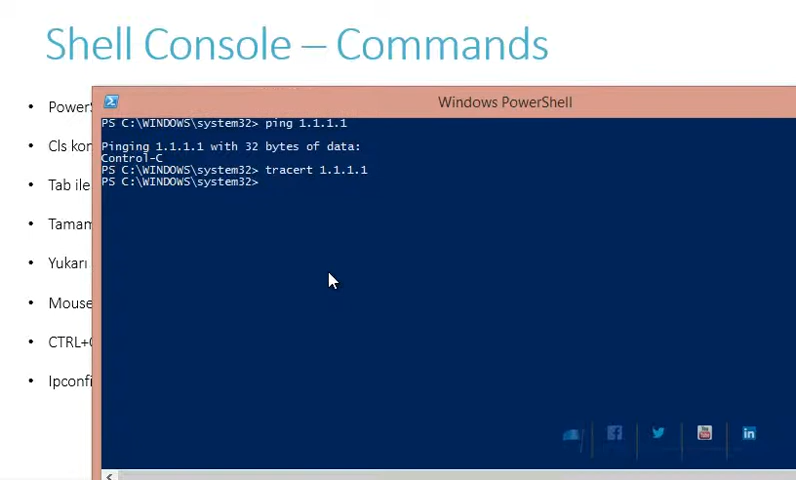 Shell Console – Commands
Windows PowerShell
PS C:\WINDOWS\system32> ping 1.1.1.1
Pinging 1.1.1.1 with 32 bytes of data:
Control-C
PS C:\WINDOWS\system32> tracert 1.1.1.1
PS C:\WINDOWS\system32>
• PowerS
• Cls kon
• Tab ile
• Tamam
• Yukarı
• Mouse
• CTRL+C
• Ipconfi